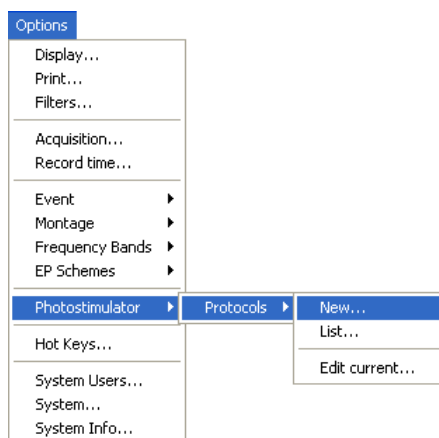 Options
Display...
Print...
Filters...
Acquisition...
Record time...
Event
Montage
Frequency Bands
EP Schemes
Photostimulator Protocols New...
List...
Hot Keys...
Edit current...
System Users...
System...
System Info...